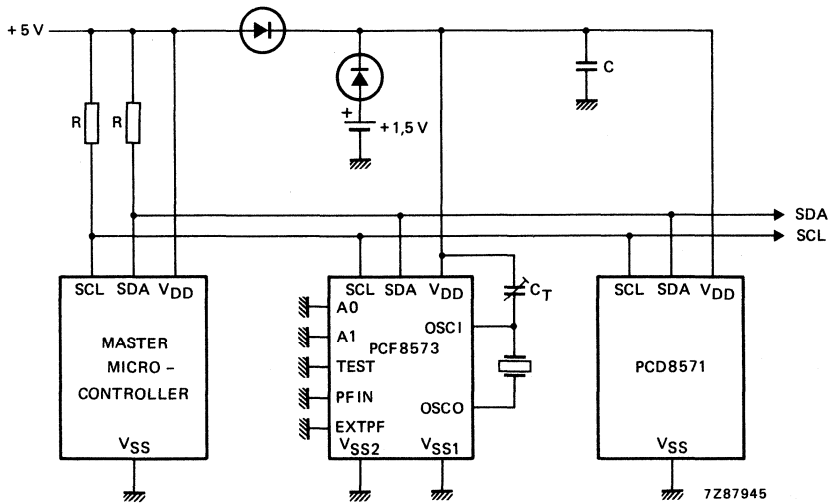 +5 V
C
R
R
+
+1,5 V
SDA
SCL
SCL SDA VDD
SCL SDA VDD
SCL SDA VDD
CT
A0
OSCI
A1
PCF8573
MASTER
MICRO -
CONTROLLER
TEST
PCD8571
PFIN
OSCO
EXTPF
VSS
VSS2
VSS1
VSS
7Z87945